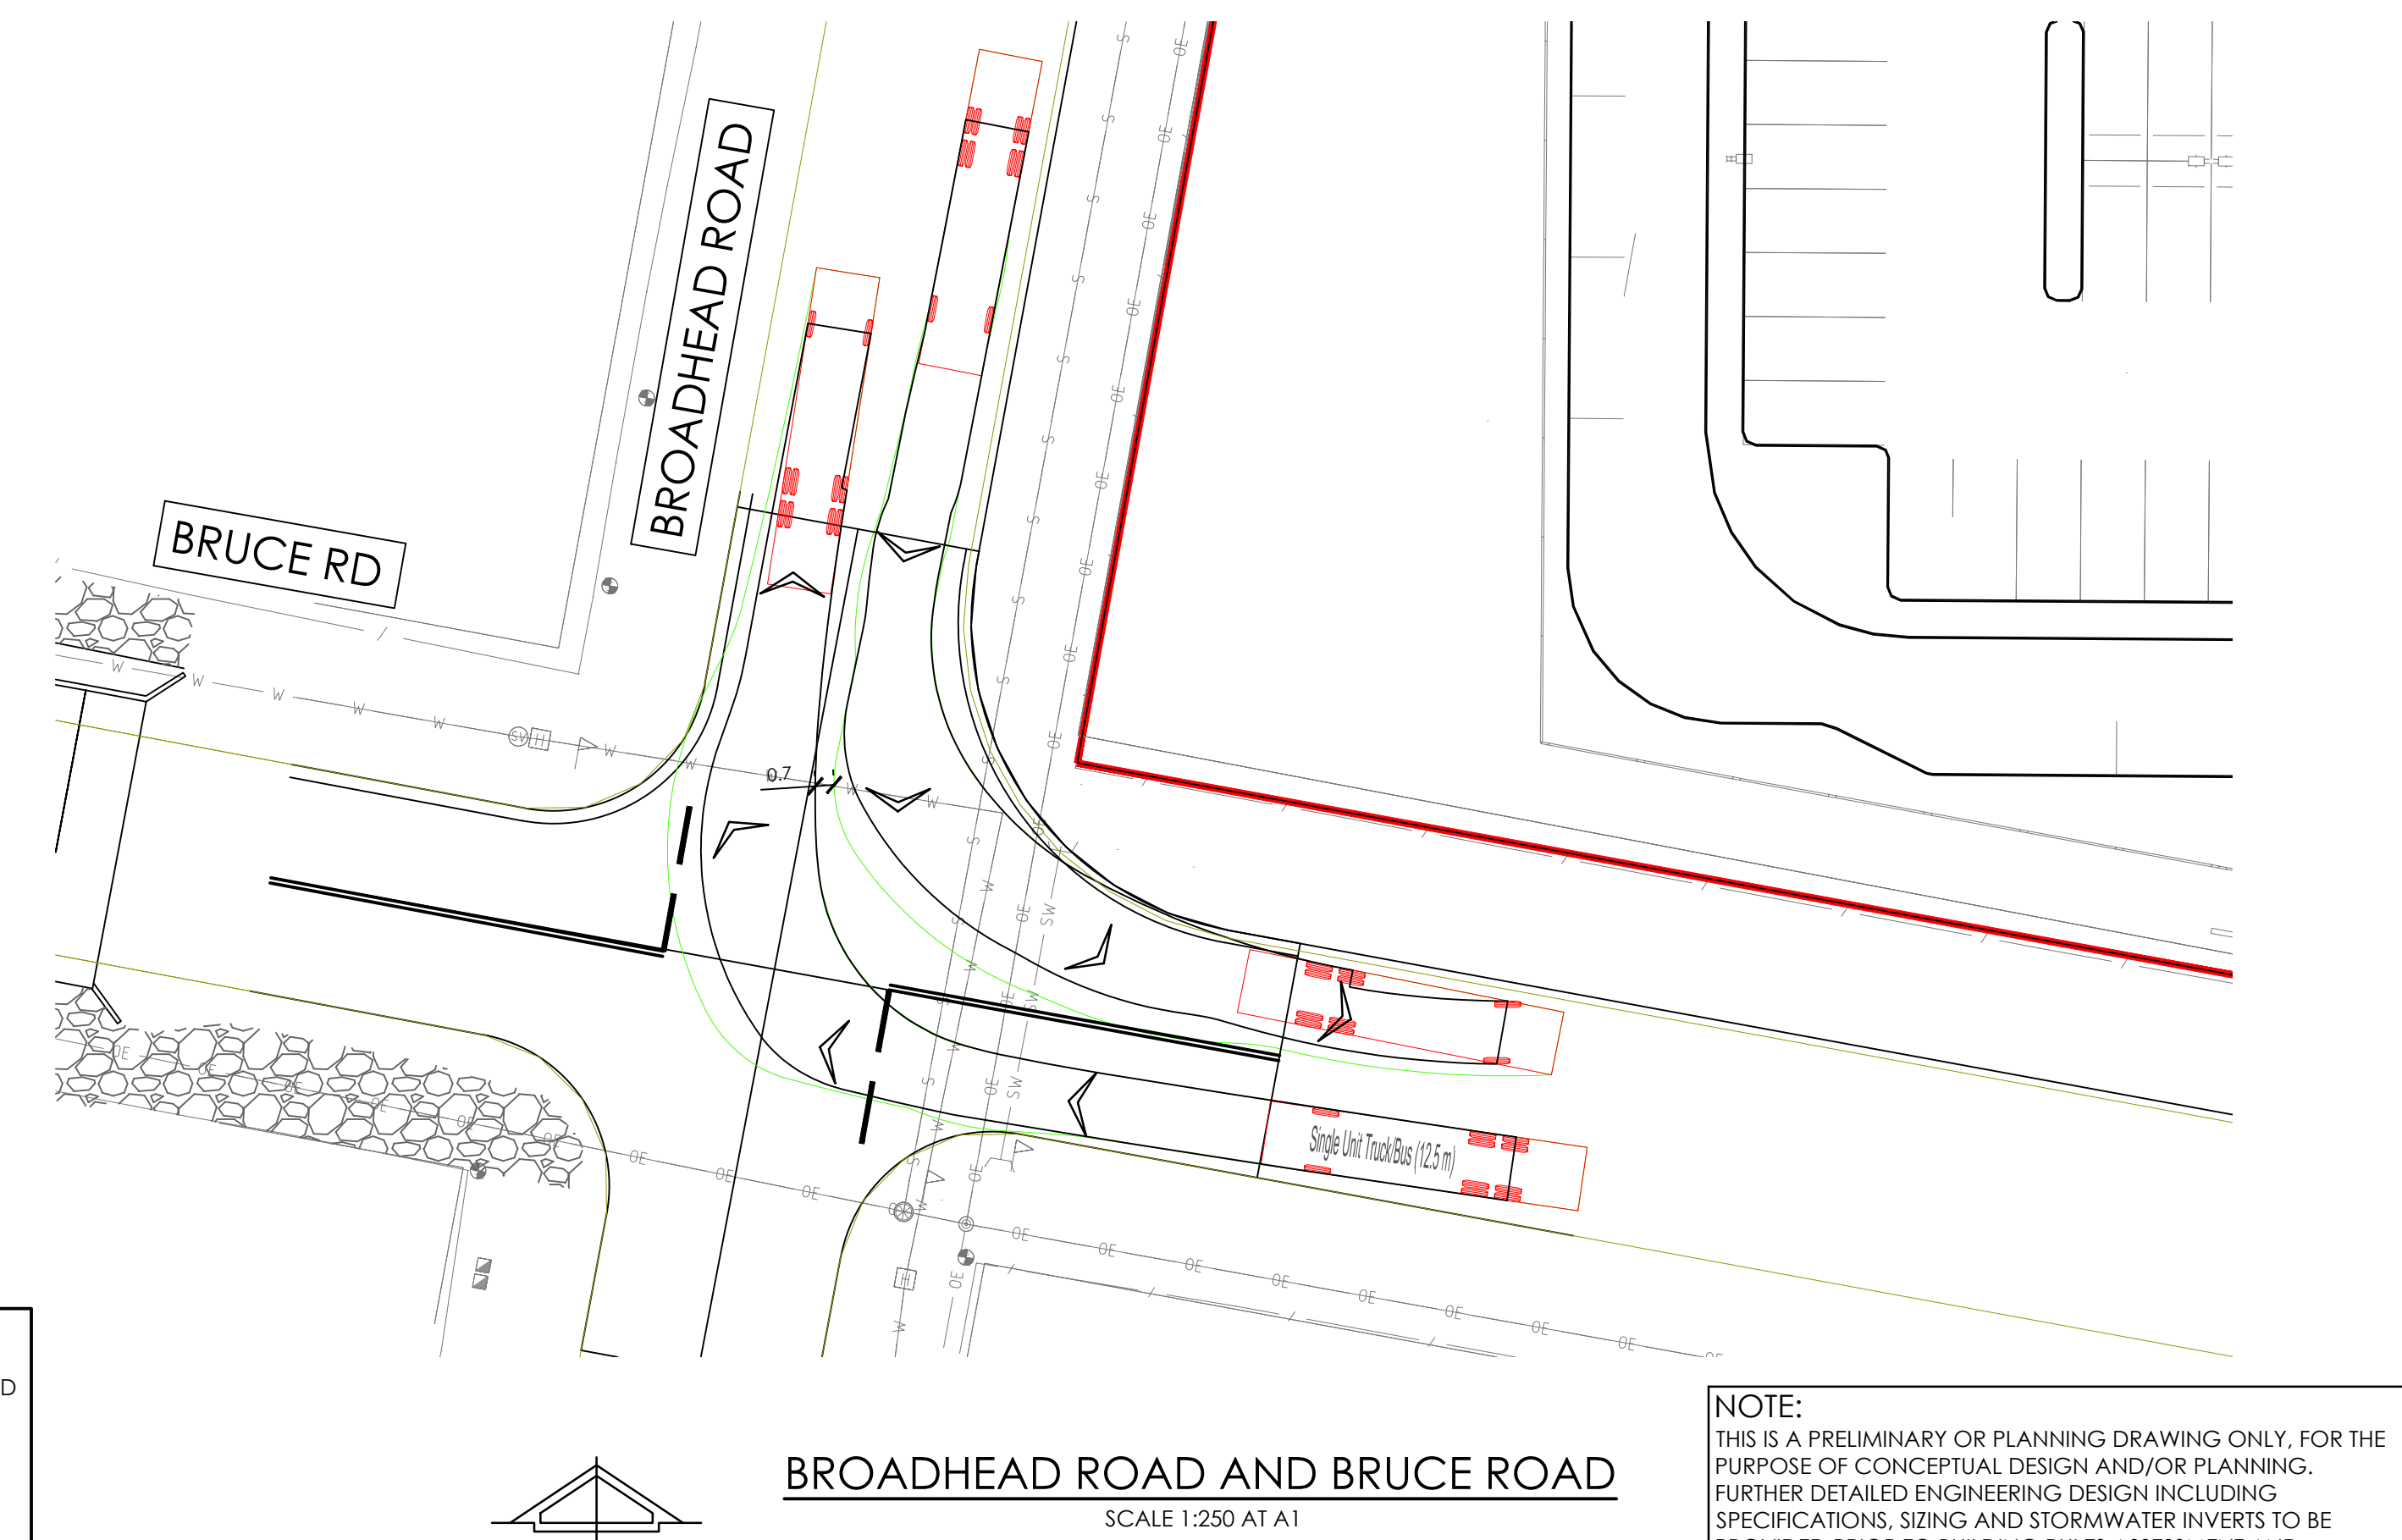 BROADHEAD ROAD
BRUCE RD
SV
H
0.7
Single Unit Truck/Bus (12.5 m)
H
D
BROADHEAD ROAD AND BRUCE ROAD
SCALE 1:250 AT A1
NOTE:
THIS IS A PRELIMINARY OR PLANNING DRAWING ONLY, FOR THE
PURPOSE OF CONCEPTUAL DESIGN AND/OR PLANNING.
FURTHER DETAILED ENGINEERING DESIGN INCLUDING
SPECIFICATIONS, SIZING AND STORMWATER INVERTS TO BE